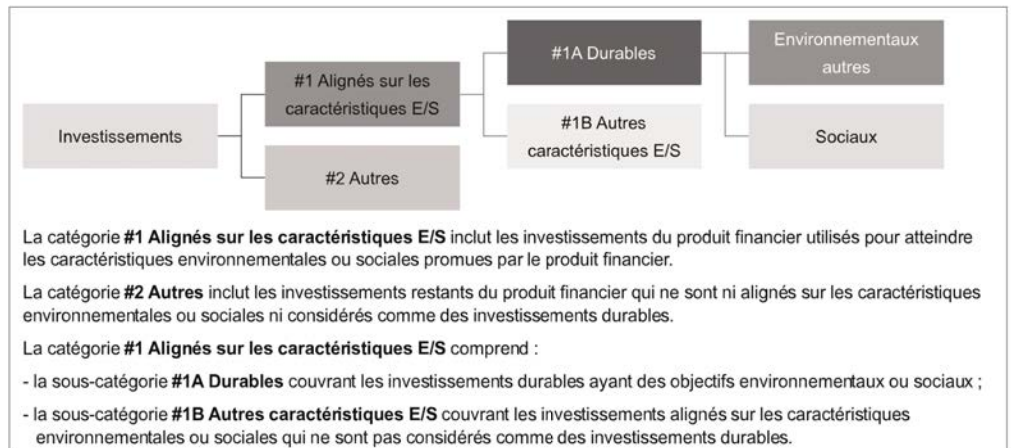 #1A Durables
Environnementaux
autres
#1 Alignés sur les
caractéristiques E/S
Investissements
#1B Autres
caractéristiques E/S
Sociaux
#2 Autres
La catégorie #1 Alignés sur les caractéristiques E/S inclut les investissements du produit financier utilisés pour atteindre
les caractéristiques environnementales ou sociales promues par le produit financier.
La catégorie #2 Autres inclut les investissements restants du produit financier qui ne sont ni alignés sur les caractéristiques
environnementales ou sociales ni considérés comme des investissements durables.
La catégorie #1 Alignés sur les caractéristiques E/S comprend :
- la sous-catégorie #1A Durables couvrant les investissements durables ayant des objectifs environnementaux ou sociaux ;
- la sous-catégorie #1B Autres caractéristiques E/S couvrant les investissements alignés sur les caractéristiques
environnementales ou sociales qui ne sont pas considérés comme des investissements durables.